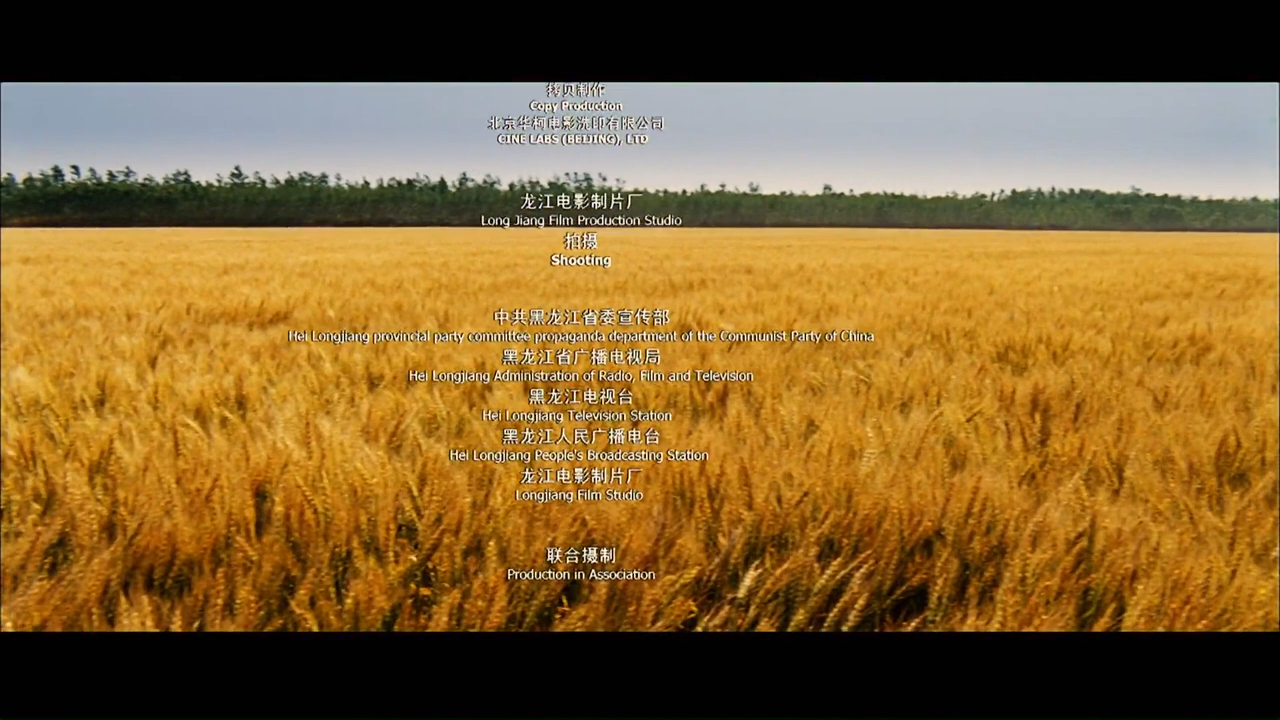 拷贝制作
Copy Production
北京华柯电影洗印有限公司
CINE LABS (BEIJING), LTD
龙江电影制片厂
Long Jiang Film Production Studio
拍摄
Shooting
中共黑龙江省委宣传部
Hei Longjiang provincial party committee propaganda department of the Communist Party of China
黑龙江省广播电视局
Hei Longjiang Administration of Radio, Film and Television
黑龙江电视台
Hei Longjiang Television Station
黑龙江人民广播电台
Hei Longjiang People's Broadcasting Station
龙江电影制片厂
Longjiang Film Studio
联合摄制
Production in Association